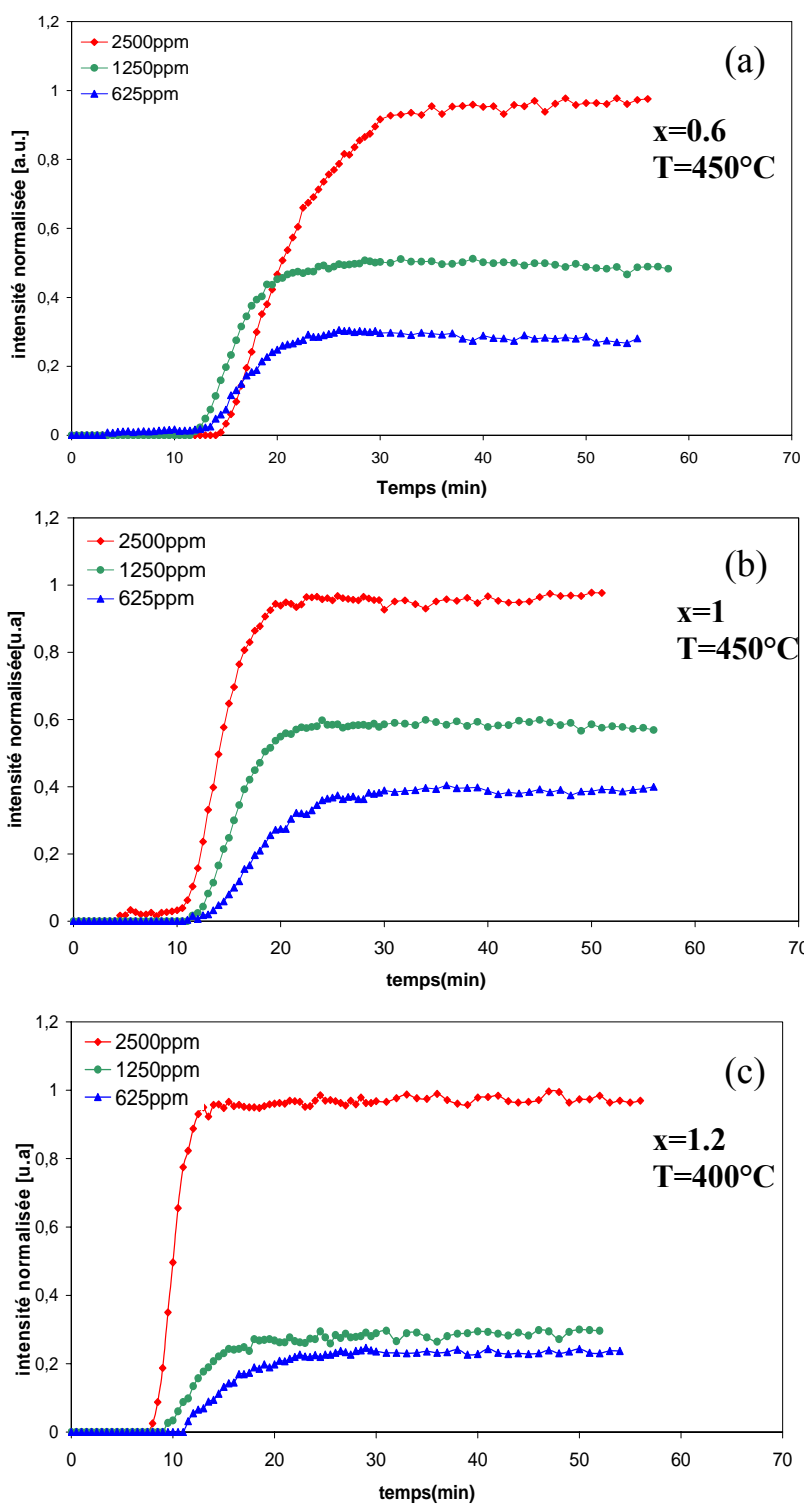 1,2
1
0,8
0,6
0,4
0,2
0
intensité normalisée [a.u.]
2500ppm
1250ppm
625ppm
(a)
x=0.6
T=450°C
0 10 20 30 40 50 60 70
Temps (min)
1,2
1
0,8
0,6
0,4
0,2
0
intensité normalisée[u.a]
2500ppm
1250ppm
625ppm
(b)
x=1
T=450°C
0 10 20 30 40 50 60 70
temps(min)
1,2
1
0,8
0,6
0,4
0,2
0
intensité normalisée [u.a]
2500ppm
1250ppm
625ppm
(c)
x=1.2
T=400°C
0 10 20 30 40 50 60 70
temps(min)